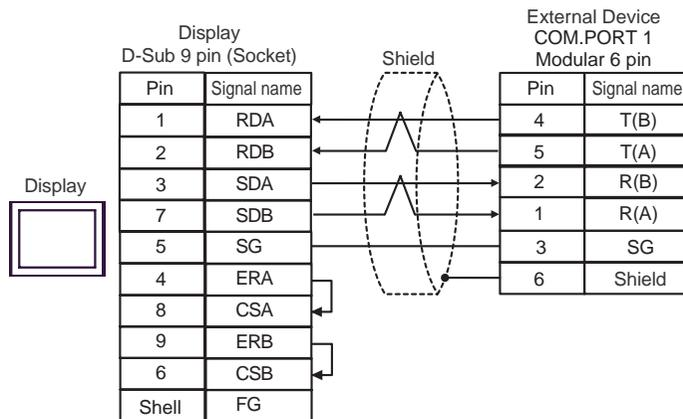 Display
D-Sub 9 pin (Socket)
Shield
External Device
COM.PORT 1
Modular 6 pin
Pin Signal name
1 RDA
2 RDB
3 SDA
7 SDB
5 SG
4 ERA
8 CSA
9 ERB
6 CSB
Shell FG
Display
Pin Signal name
4 T(B)
5 T(A)
2 R(B)
1 R(A)
3 SG
6 Shield